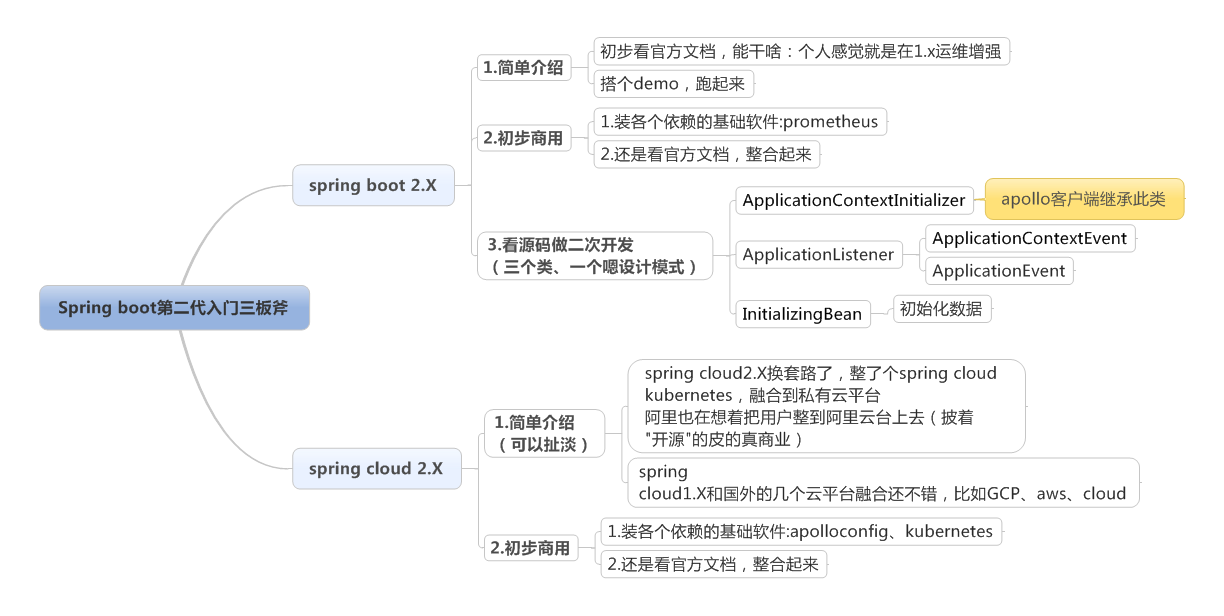 Spring boot第二代入门三板斧
spring boot 2.X
1.简单介绍
初步看官方文档，能干啥：个人感觉就是在1.x运维增强
搭个demo，跑起来
2.初步商用
1.装各个依赖的基础软件:prometheus
2.还是看官方文档，整合起来
3.看源码做二次开发
（三个类、一个嗯设计模式）
ApplicationContextInitializer
apollo客户端继承此类
ApplicationListener
ApplicationContextEvent
ApplicationEvent
InitializingBean
初始化数据
spring cloud 2.X
1.简单介绍
（可以扯淡）
spring cloud2.X换套路了，整了个spring cloud
kubernetes，融合到私有云平台
阿里也在想着把用户整到阿里云台上去（披着
"开源"的皮的真商业）
spring
cloud1.X和国外的几个云平台融合还不错，比如GCP、aws、cloud
2.初步商用
1.装各个依赖的基础软件:apolloconfig、kubernetes
2.还是看官方文档，整合起来